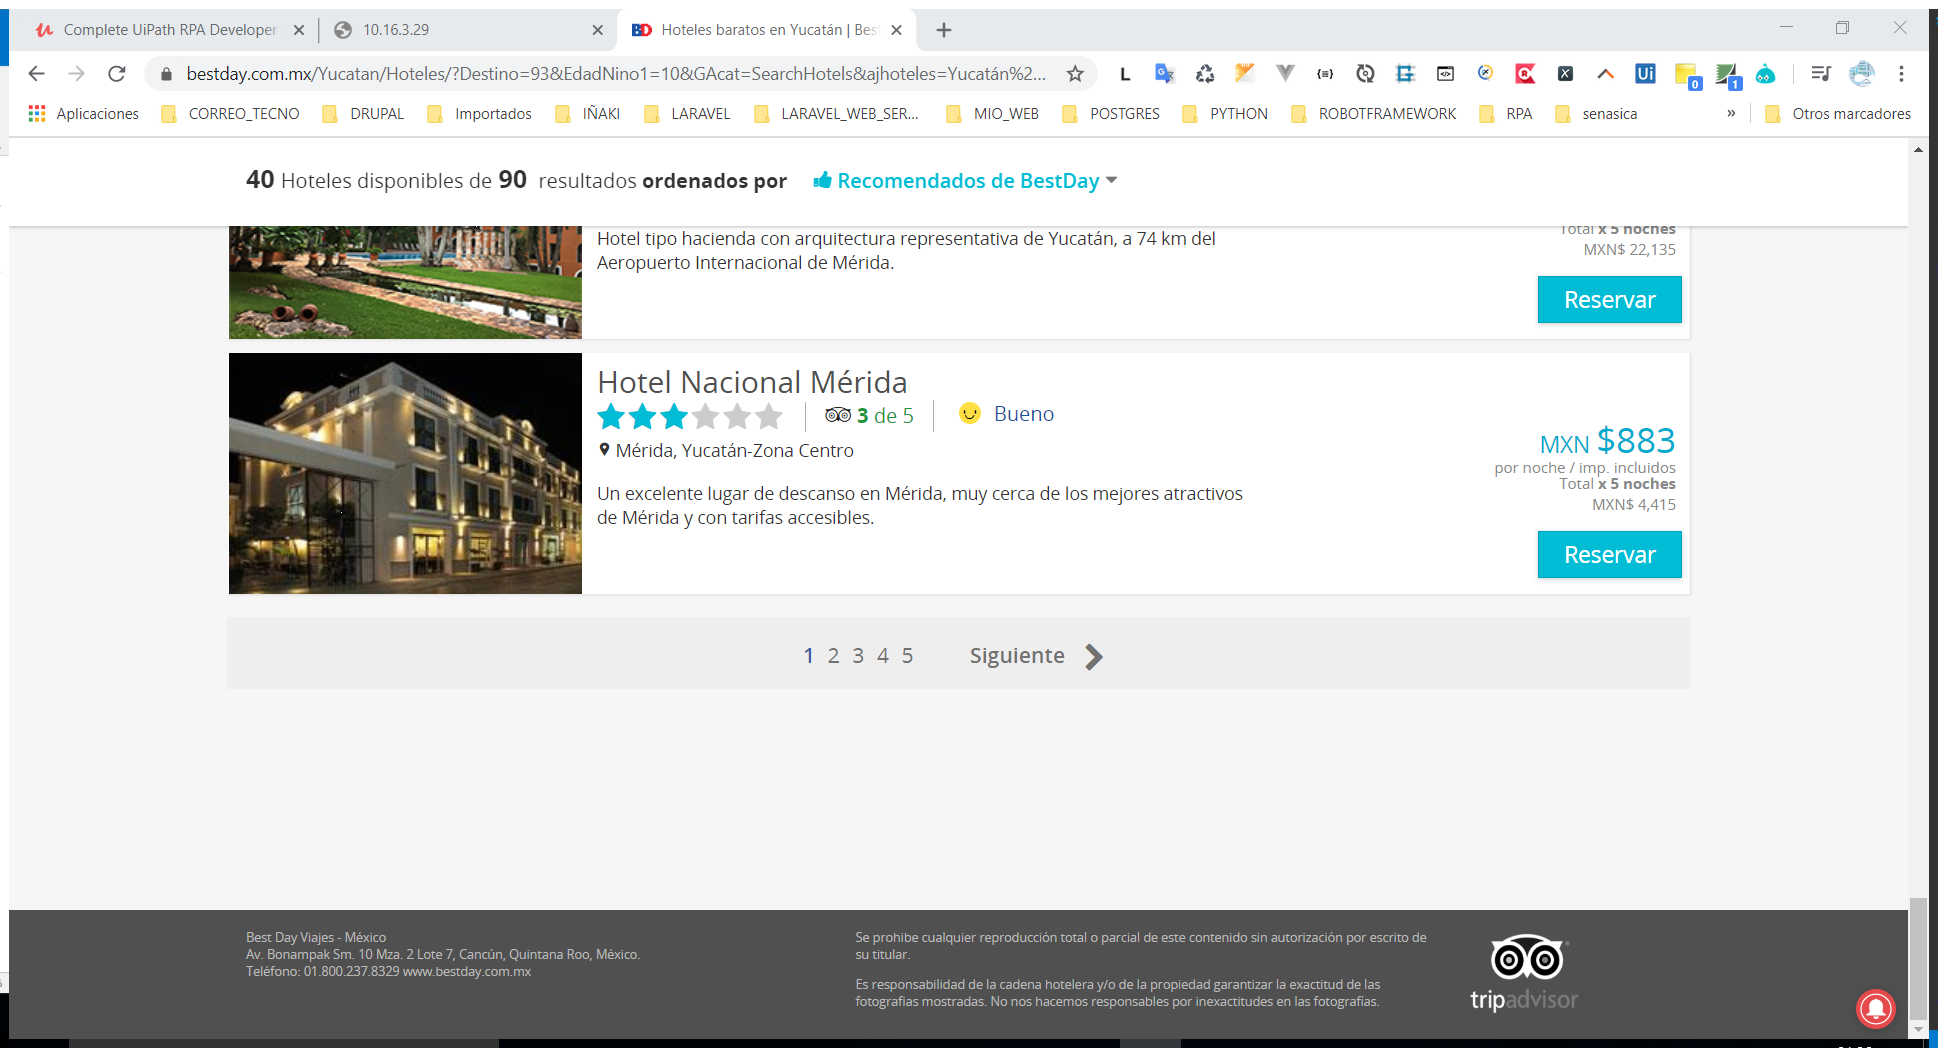 Complete UiPath RPA Developer
10.16.3.29
BD Hoteles baratos en Yucatán | Bes
bestday.com.mx/Yucatan/Hoteles/?Destino=93&EdadNino1=10&GAcat=SearchHotels&ajhoteles=Yucatán%2...
L
Ui
0
1
Aplicaciones
CORREO_TECNO
DRUPAL
Importados
IÑAKI
LARAVEL
LARAVEL_WEB_SER...
MIO_WEB
POSTGRES
PYTHON
ROBOTFRAMEWORK
RPA
senasica
»
Otros marcadores
40 Hoteles disponibles de 90 resultados ordenados por Recomendados de BestDay
Hotel tipo hacienda con arquitectura representativa de Yucatán, a 74 km del
Aeropuerto Internacional de Mérida.
Total x 5 noches
MXN$ 22,135
Reservar
Hotel Nacional Mérida
3 de 5
Bueno
Mérida, Yucatán-Zona Centro
Un excelente lugar de descanso en Mérida, muy cerca de los mejores atractivos
de Mérida y con tarifas accesibles.
MXN $883
por noche / imp. incluidos
Total x 5 noches
MXN$ 4,415
Reservar
1 2 3 4 5 Siguiente
Best Day Viajes - México
Av. Bonampak Sm. 10 Mza. 2 Lote 7, Cancún, Quintana Roo, México.
Teléfono: 01.800.237.8329 www.bestday.com.mx
Se prohibe cualquier reproducción total o parcial de este contenido sin autorización por escrito de
su titular.
Es responsabilidad de la cadena hotelera y/o de la propiedad garantizar la exactitud de las
fotografias mostradas. No nos hacemos responsables por inexactitudes en las fotografías.
tripadvisor